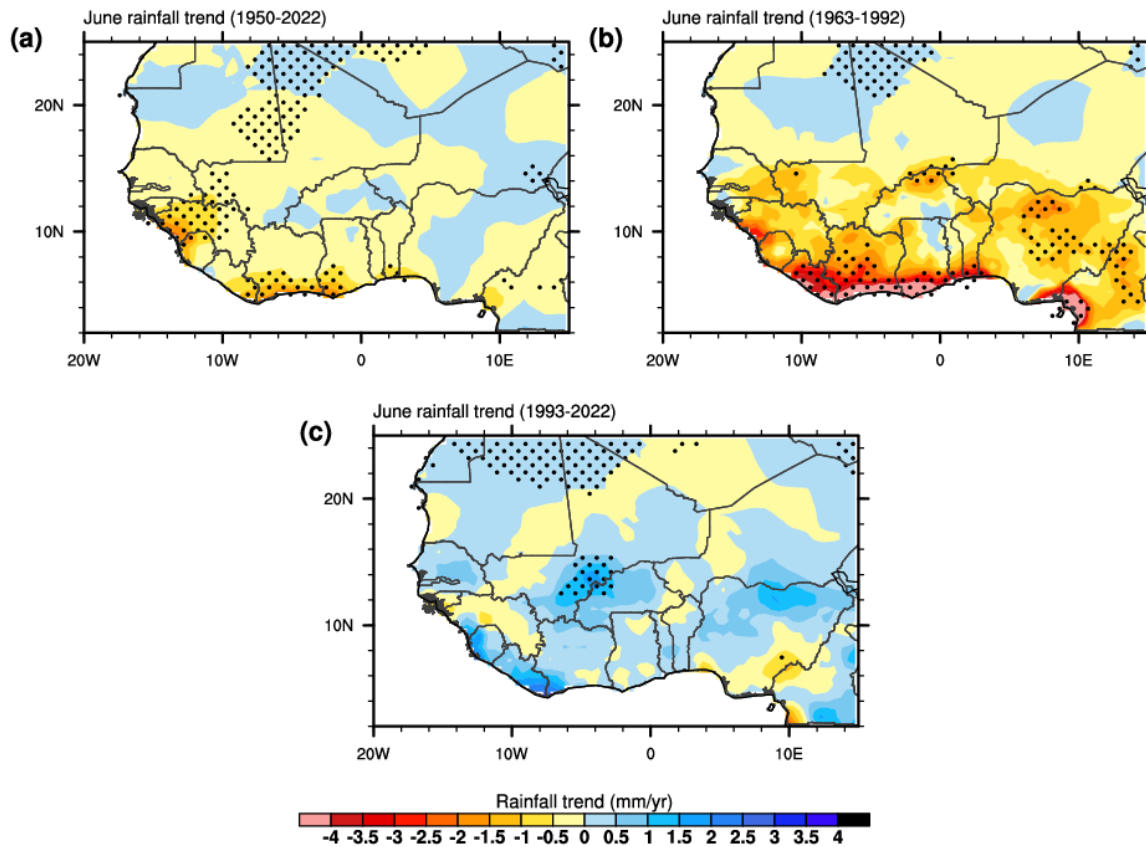 June rainfall trend (1950-2022)
(a)
20N
10N
20W 10W 0 10E
June rainfall trend (1963-1992)
(b)
20N
10N
20W 10W 0 10E
June rainfall trend (1993-2022)
(c)
20N
10N
20W 10W 0 10E
Rainfall trend (mm/yr)
-4 -3.5 -3 -2.5 -2 -1.5 -1 -0.5 0 0.5 1 1.5 2 2.5 3 3.5 4